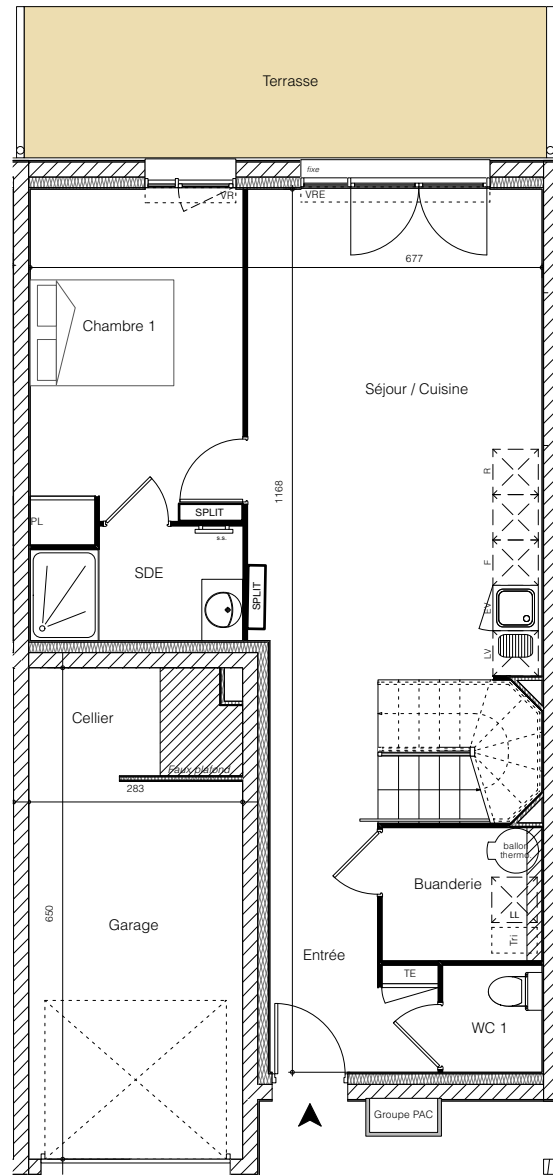 Terrasse
fixe
VR
VRE
677
Chambre 1
Séjour / Cuisine
R
1168
SPLIT
PL
s.s.
F
SDE
EV
SPLIT
LV
Cellier
Faux plafond
283
ballon
thermo.
Buanderie
LL
650
Garage
Tri
Entrée
TE
WC 1
Groupe PAC